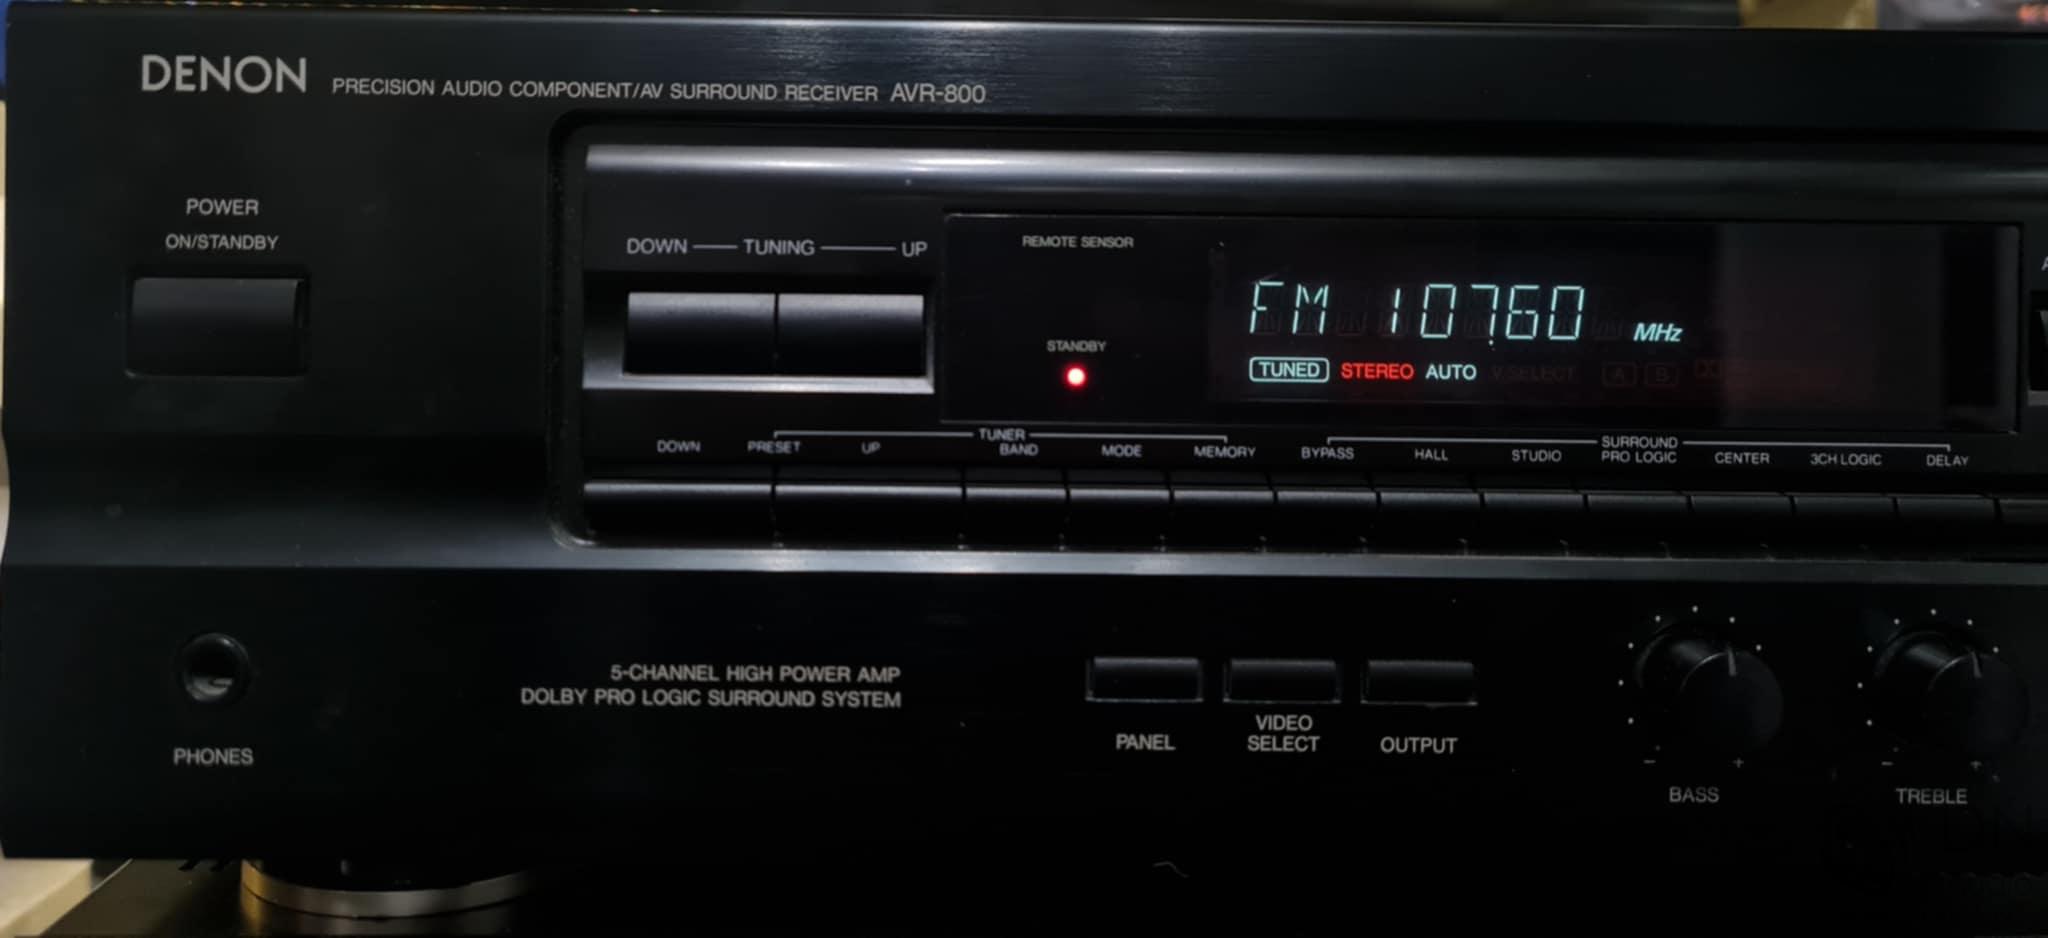 DENON PRECISION AUDIO COMPONENT/AV SURROUND RECEIVER AVR-800
POWER
ON/STANDBY
DOWN TUNING UP
REMOTE SENSOR
STANDBY
FM 107.60 MHz
TUNED STEREO AUTO V.SELECT A B
TUNER
DOWN PRESET UP BAND MODE MEMORY
SURROUND
BYPASS HALL STUDIO PRO LOGIC CENTER 3CH LOGIC DELAY
PHONES
5-CHANNEL HIGH POWER AMP
DOLBY PRO LOGIC SURROUND SYSTEM
PANEL
VIDEO
SELECT
OUTPUT
- +
BASS
- +
TREBLE